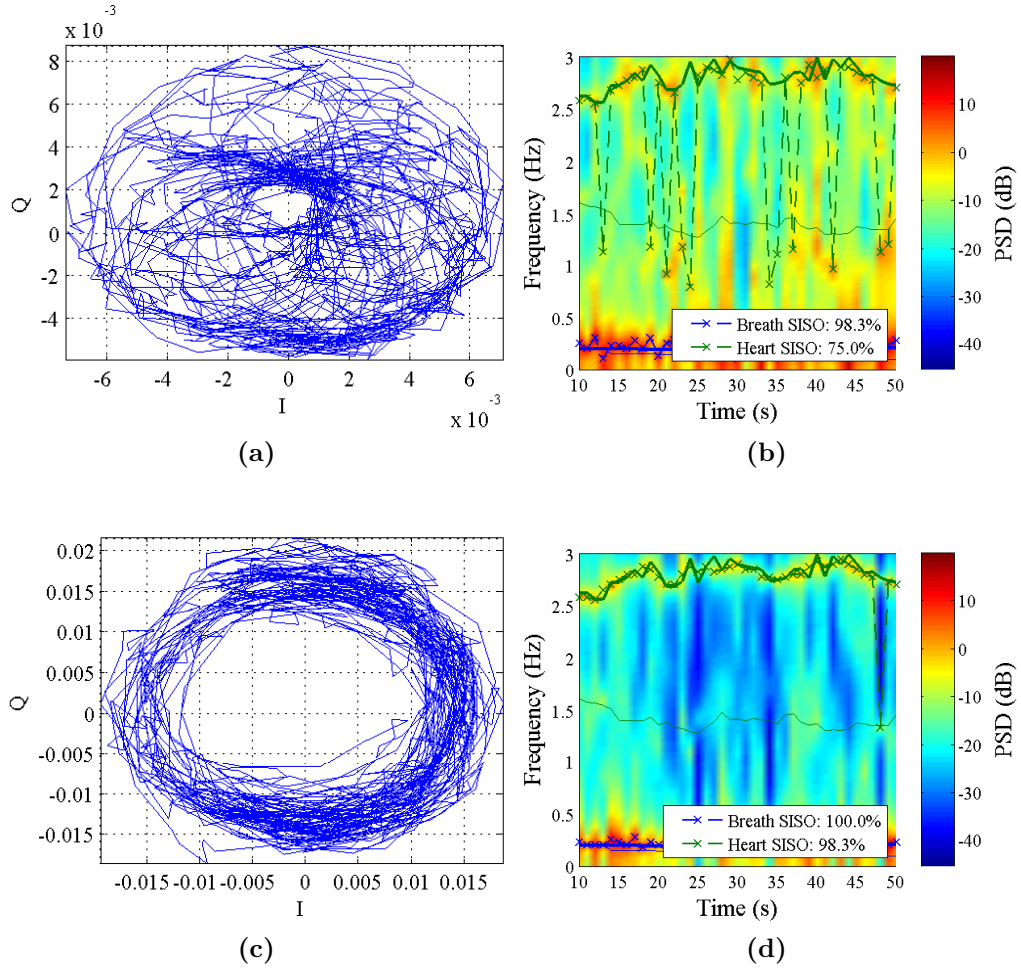 x 10
-3
8
6
4
2
0
-2
-4
Q
-6
-4
-2
0
2
4
6
I
x 10
-3
(a)
3
2.5
2
1.5
1
0.5
0
Frequency (Hz)
Breath SISO: 98.3%
Heart SISO: 75.0%
10 15 20 25 30 35 40 45 50
Time (s)
10
0
-10
-20
-30
-40
PSD (dB)
(b)
0.02
0.015
0.01
0.005
0
-0.005
-0.01
-0.015
Q
-0.015 -0.01 -0.005 0 0.005 0.01 0.015
I
(c)
3
2.5
2
1.5
1
0.5
0
Frequency (Hz)
Breath SISO: 100.0%
Heart SISO: 98.3%
10 15 20 25 30 35 40 45 50
Time (s)
10
0
-10
-20
-30
-40
PSD (dB)
(d)